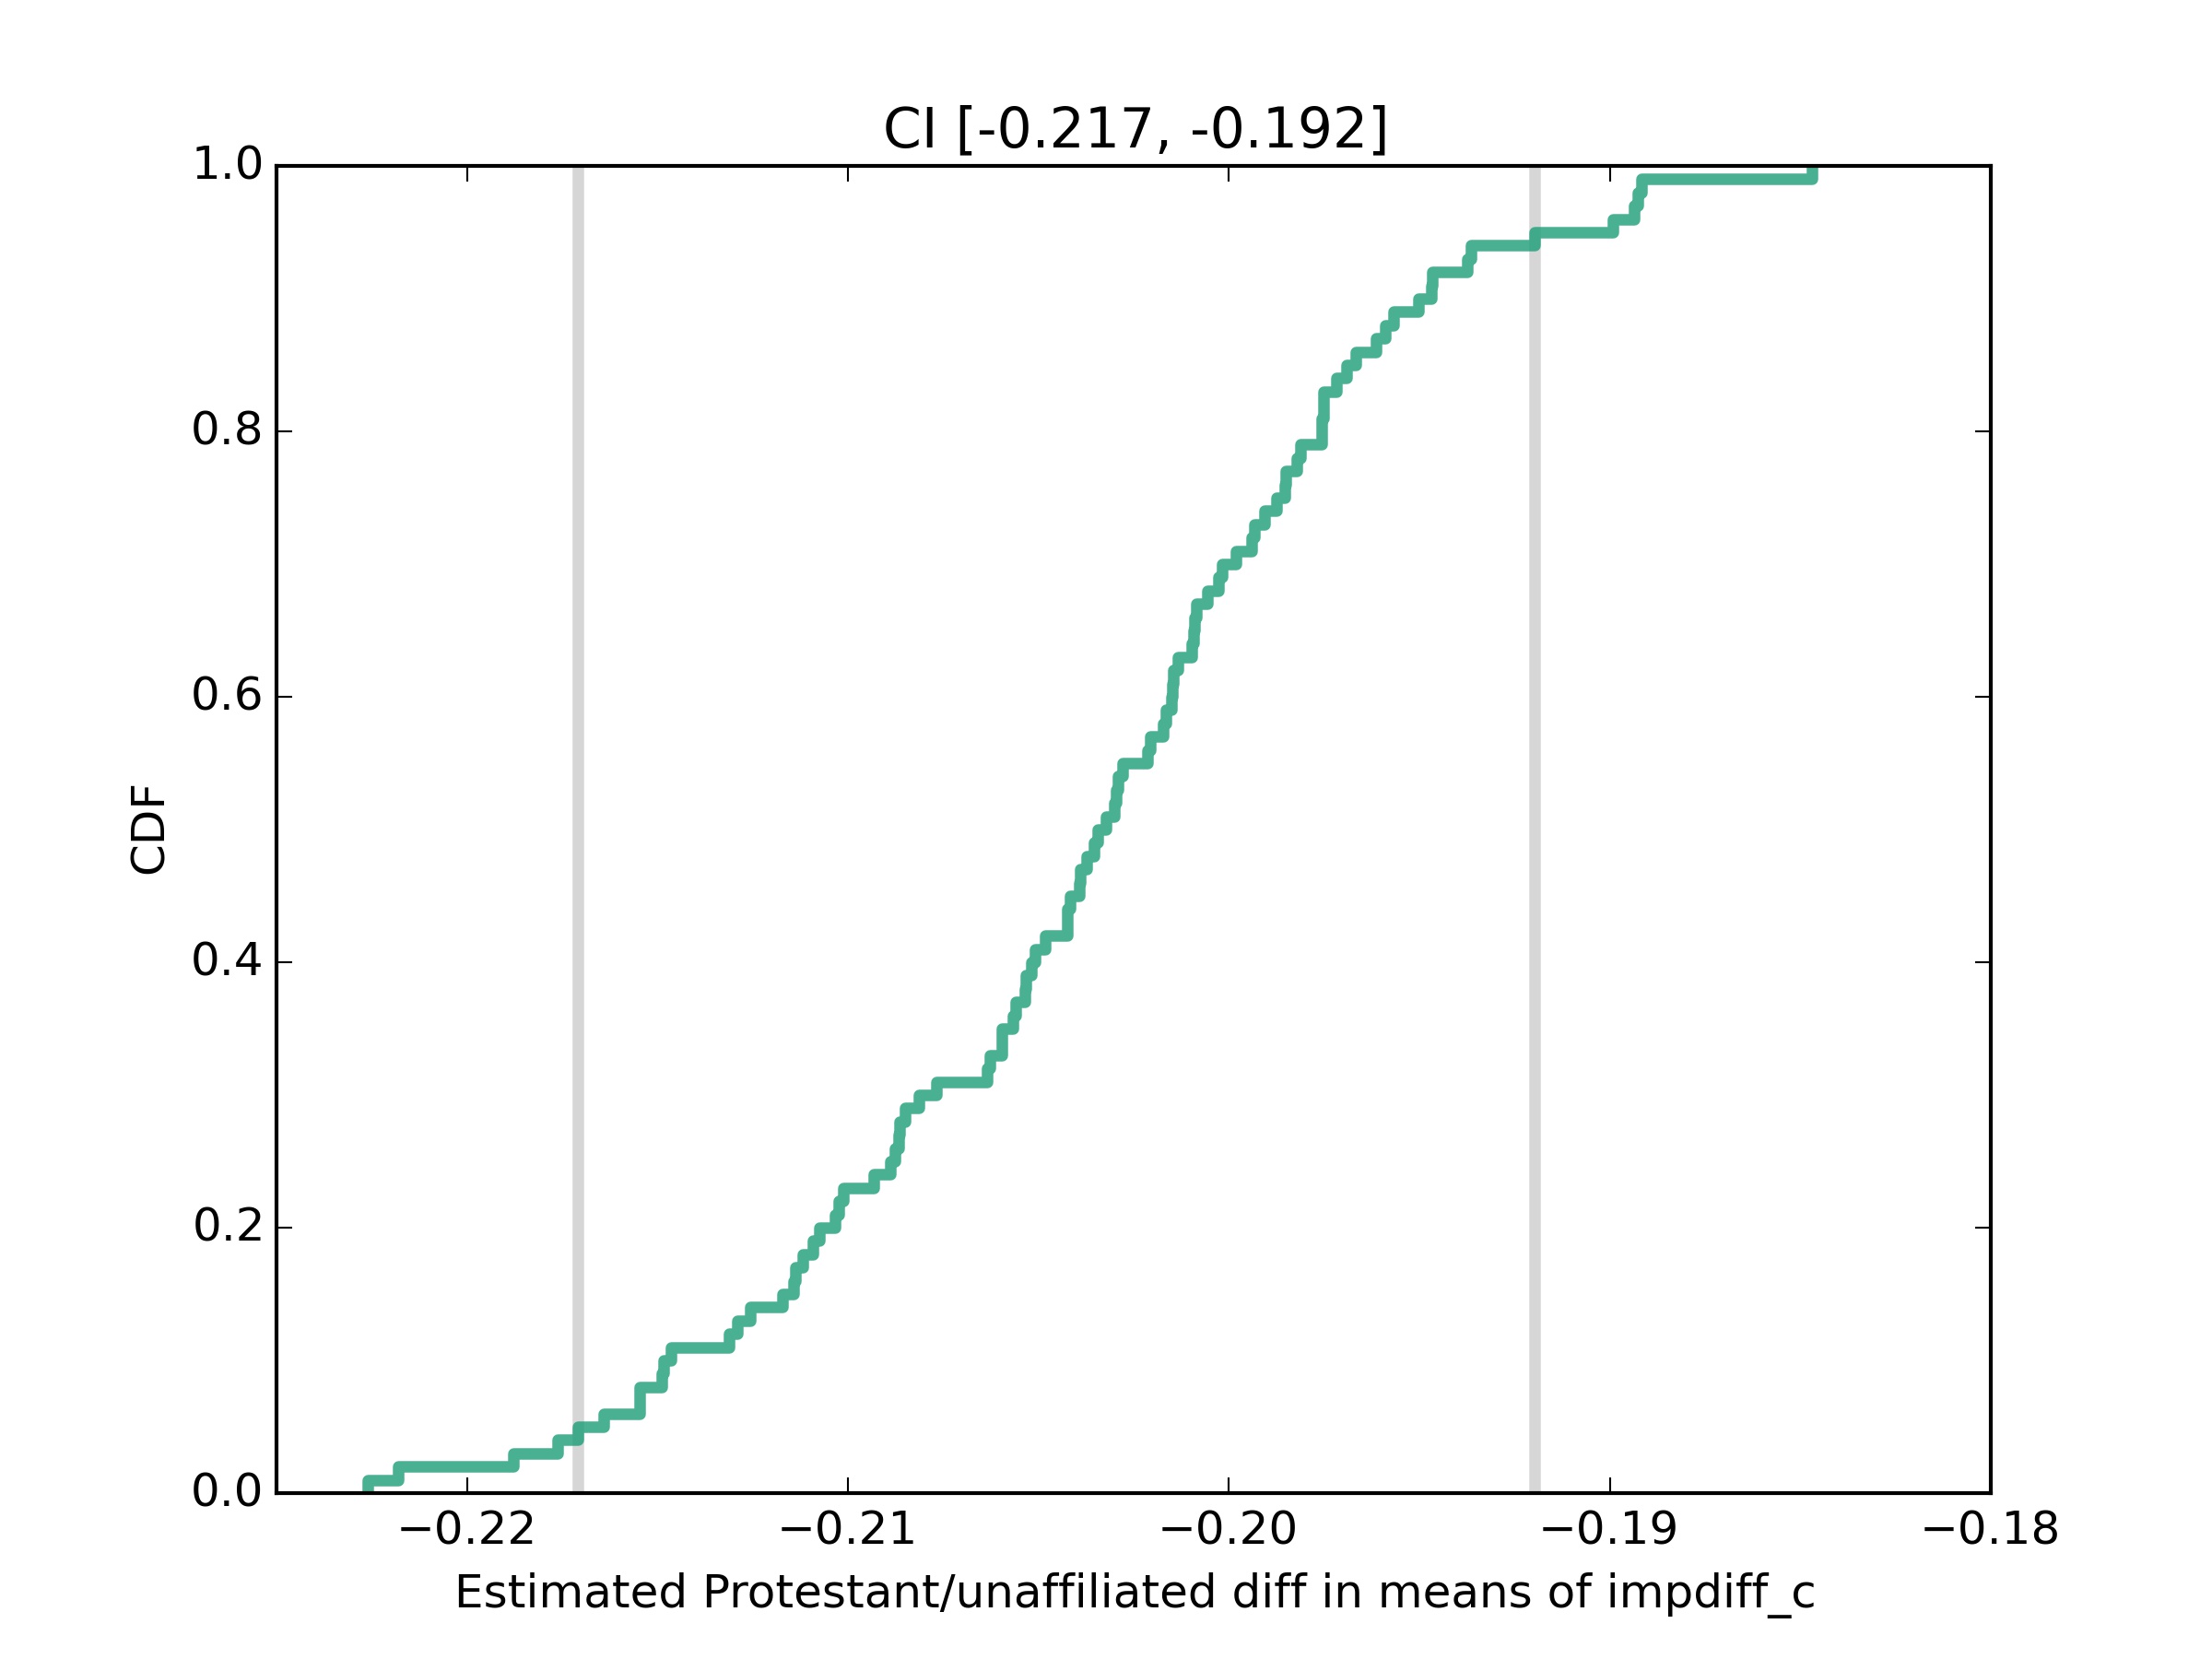 CI [-0.217, -0.192]
1.0
0.8
0.6
0.4
0.2
0.0
CDF
−0.22 −0.21 −0.20 −0.19 −0.18
Estimated Protestant/unaffiliated diff in means of impdiff_c